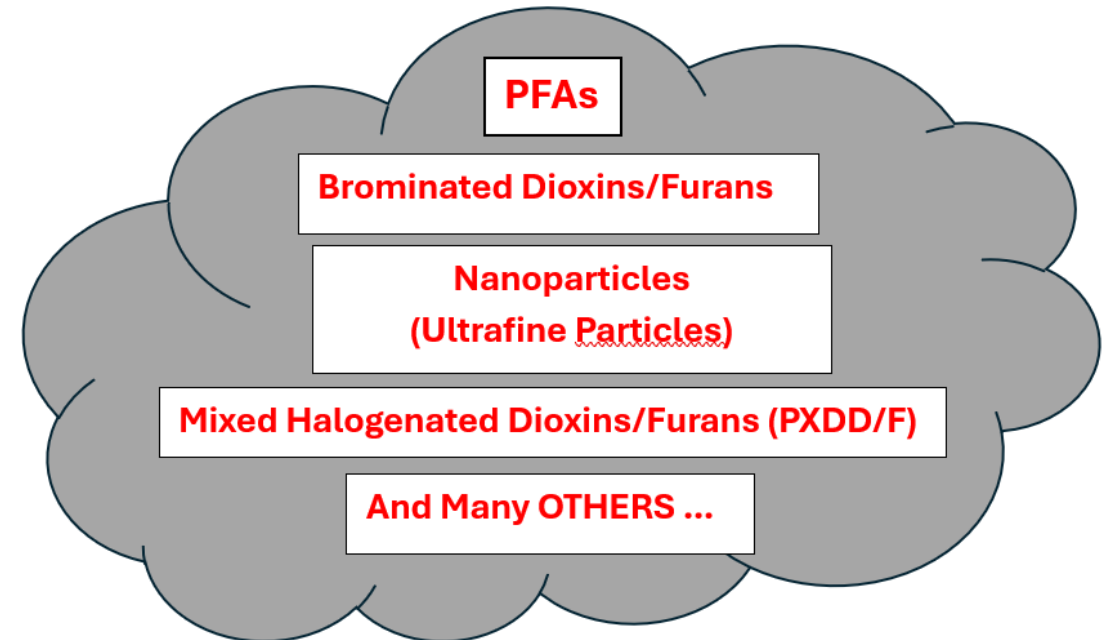 PFAs
Brominated Dioxins/Furans
Nanoparticles
(Ultrafine Particles)
Mixed Halogenated Dioxins/Furans (PXDD/F)
And Many OTHERS ...